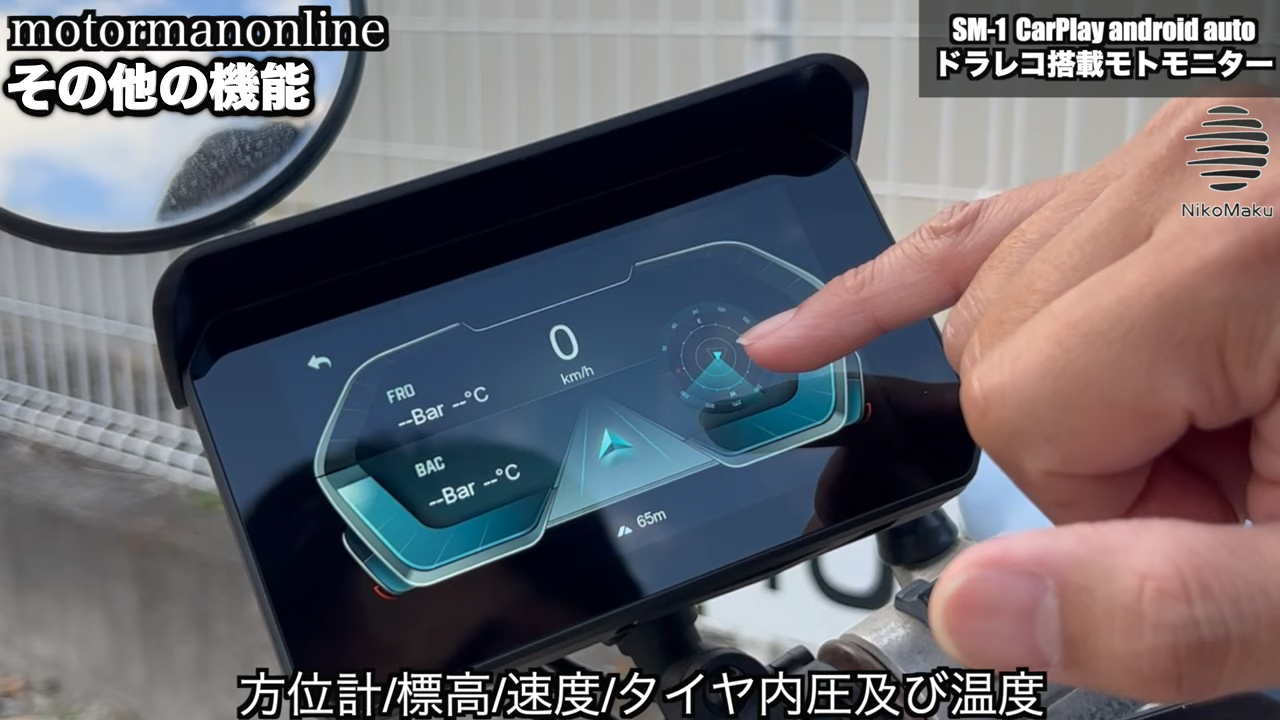 motormanonline
その他の機能
SM-1 CarPlay android auto
ドラレコ搭載モトモニター
NikoMaku
0
km/h
FRO
--Bar --°C
BAC
--Bar --°C
65m
方位計/標高/速度/タイヤ内圧及び温度